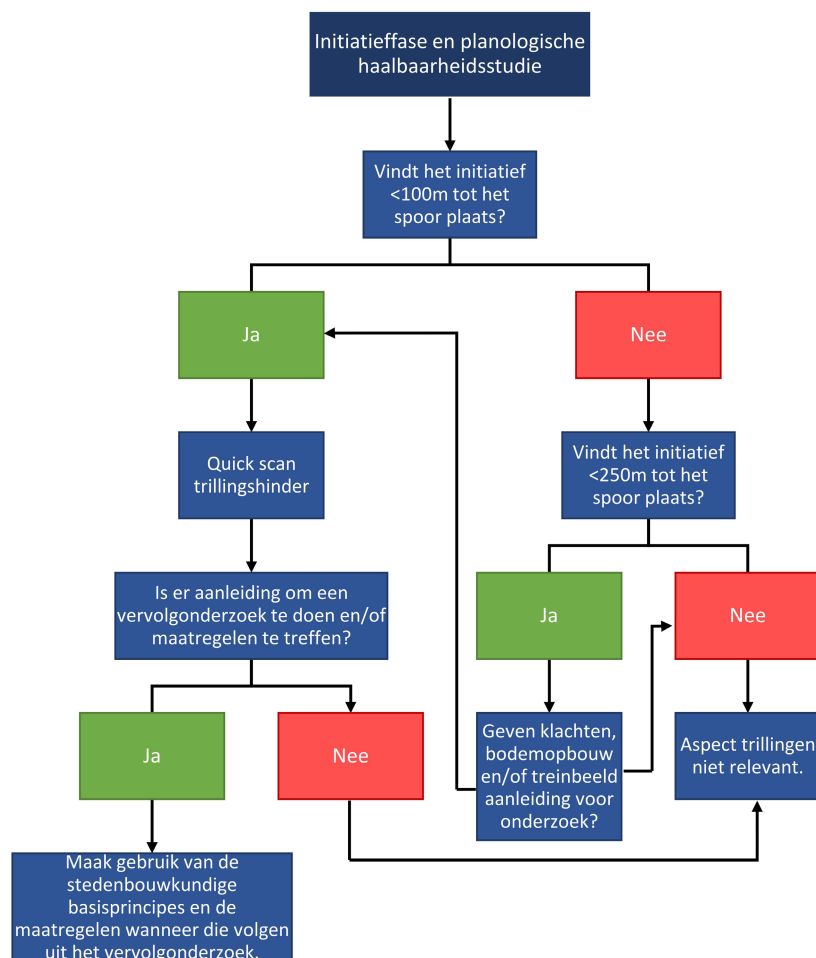 Initiatieffase en planologische
haalbaarheidsstudie
Vindt het initiatief
<100m tot het
spoor plaats?
Ja
Nee
Quick scan
trillingshinder
Vindt het initiatief
<250m tot het
spoor plaats?
Is er aanleiding om een
vervolgonderzoek te doen en/of
maatregelen te treffen?
Ja
Nee
Ja
Nee
Geven klachten,
bodemopbouw
en/of treinbeeld
aanleiding voor
onderzoek?
Aspect trillingen
niet relevant.
Maak gebruik van de
stedenbouwkundige
basisprincipes en de
maatregelen wanneer die volgen
uit het vervolgonderzoek.